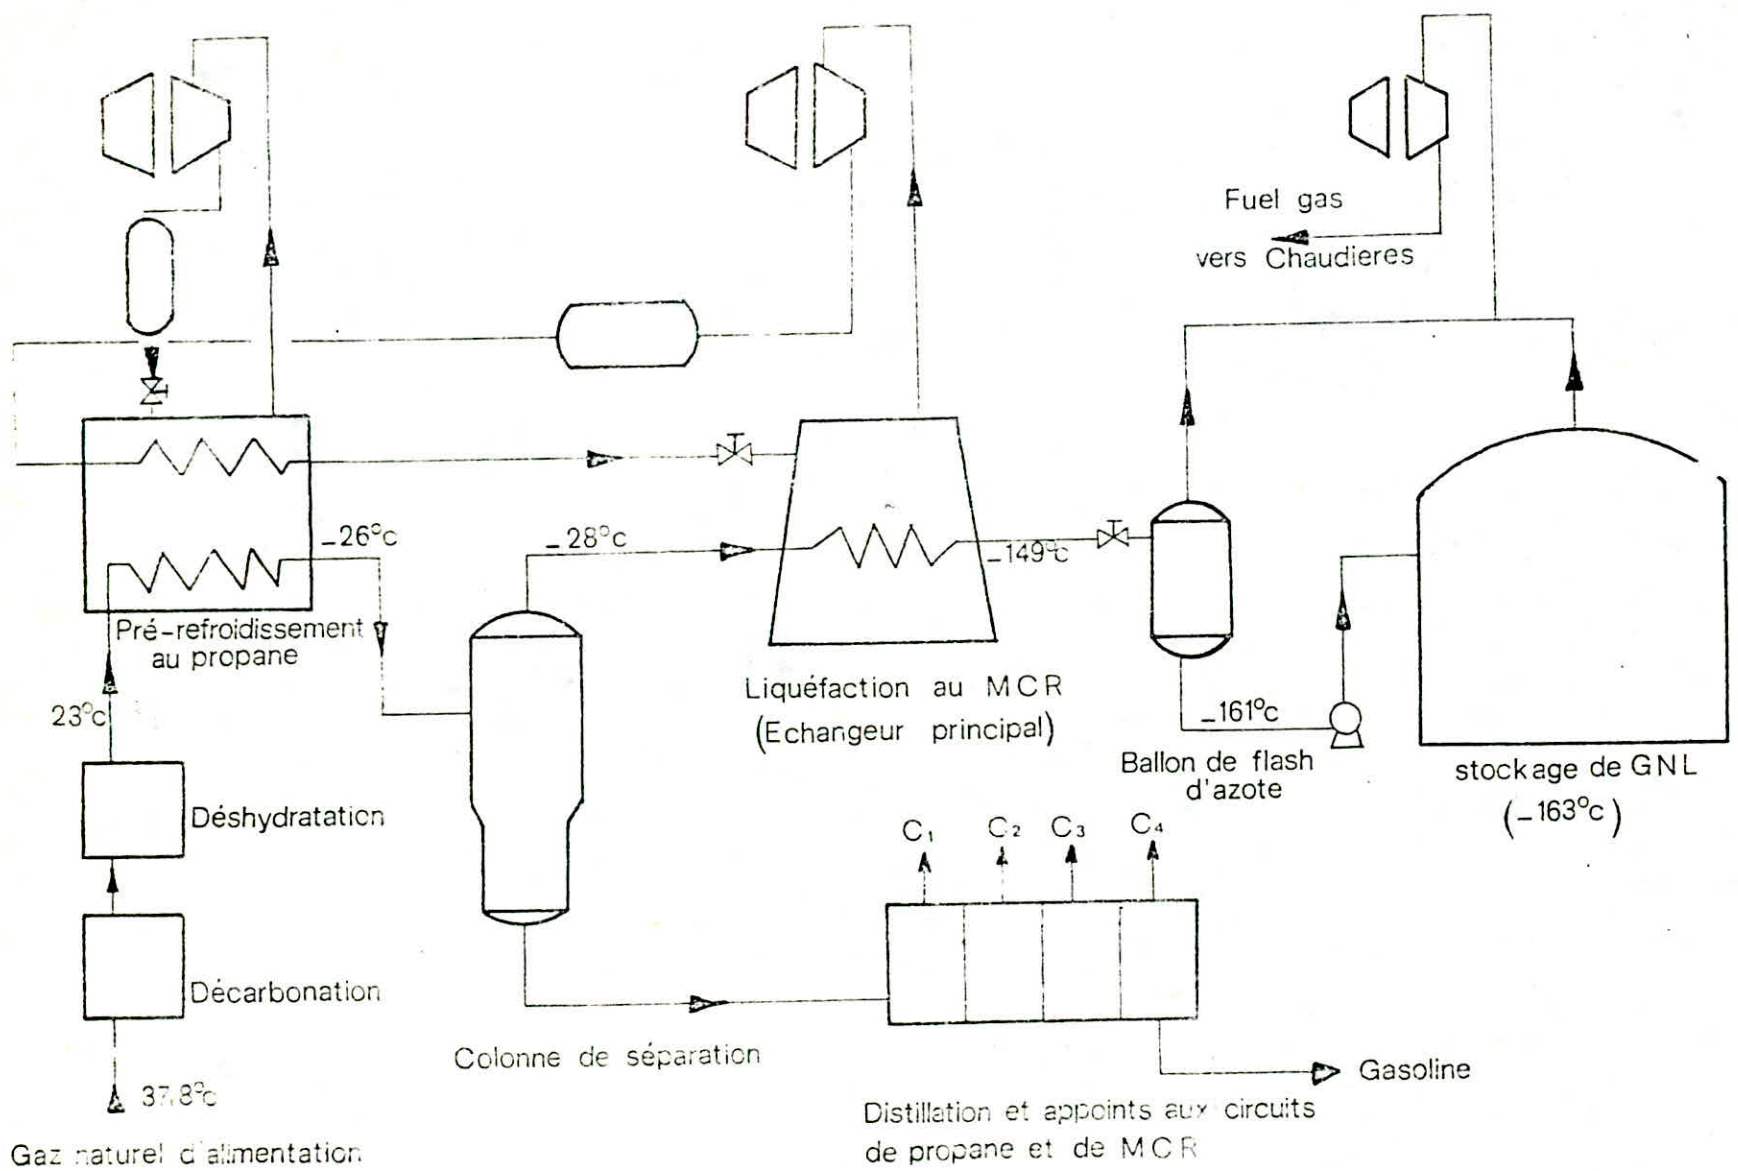 Fuel gas
vers Chaudieres
-26°c
-28°c
-149°c
Pré-refroidissement
au propane
23°c
Liquéfaction au MCR
(Echangeur principal)
-161°c
Ballon de flash
d'azote
stockage de GNL
(-163°c)
Déshydratation
C₁ C₂ C₃ C₄
Décarbonation
Colonne de séparation
Gasoline
37.8°c
Distillation et appoints aux circuits
de propane et de MCR
Gaz naturel d'alimentation